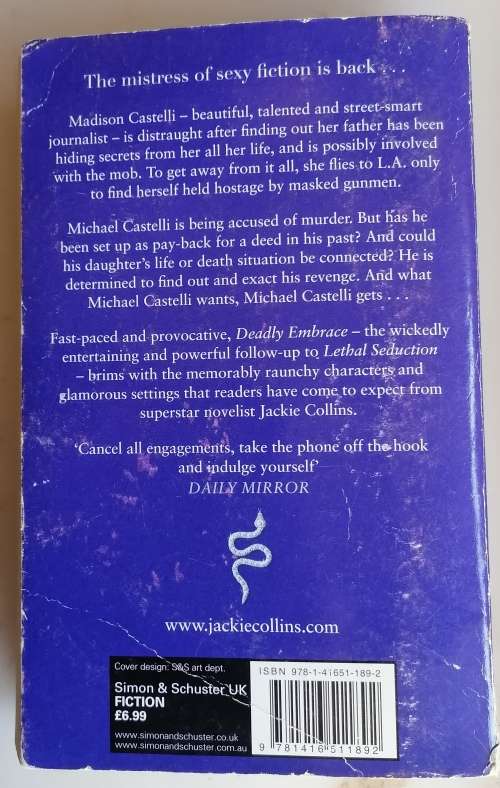 The mistress of sexy fiction is back . . .
Madison Castelli – beautiful, talented and street-smart
journalist – is distraught after finding out her father has been
hiding secrets from her all her life, and is possibly involved
with the mob. To get away from it all, she flies to L.A. only
to find herself held hostage by masked gunmen.
Michael Castelli is being accused of murder. But has he
been set up as pay-back for a deed in his past? And could
his daughter's life or death situation be connected? He is
determined to find out and exact his revenge. And what
Michael Castelli wants, Michael Castelli gets . . .
Fast-paced and provocative, Deadly Embrace – the wickedly
entertaining and powerful follow-up to Lethal Seduction
– brims with the memorably raunchy characters and
glamorous settings that readers have come to expect from
superstar novelist Jackie Collins.
'Cancel all engagements, take the phone off the hook
and indulge yourself'
DAILY MIRROR
www.jackiecollins.com
Cover design: S&S art dept.
Simon & Schuster UK
FICTION
£6.99
www.simonandschuster.co.uk
www.simonandschuster.com.au
ISBN 978-1-41651-189-2
9 781416 511892